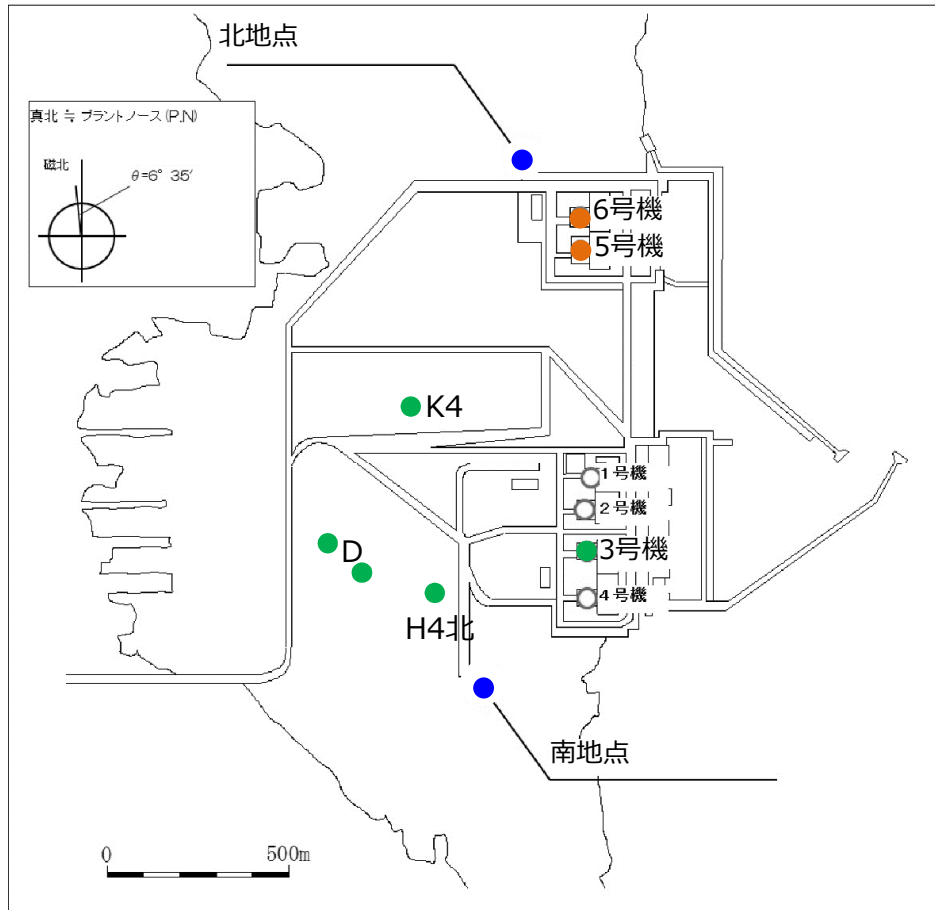 北地点
真北 ≒ プラントノース (P.N)
磁北
θ=6° 35′
6号機
5号機
K4
1号機
2号機
D
3号機
4号機
H4北
南地点
0
500m